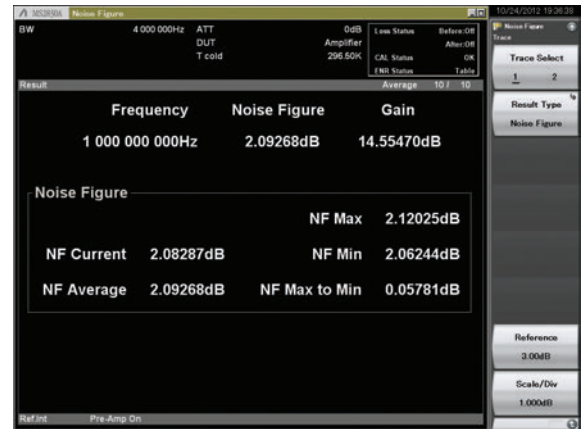 MS2830A Noise Figure
10/24/2012 19:36:38
BW 4 000 000Hz ATT 0dB
DUT Amplifier
T cold 296.50K
Loss Status Before:Off
After:Off
CAL Status OK
ENR Status Table
Result Average 10 / 10
Frequency Noise Figure Gain
1 000 000 000Hz 2.09268dB 14.55470dB
Noise Figure
NF Max 2.12025dB
NF Current 2.08287dB NF Min 2.06244dB
NF Average 2.09268dB NF Max to Min 0.05781dB
Ref.Int Pre-Amp On
Noise Figure
Trace
Trace Select
1 2
Result Type
Noise Figure
Reference
3.00dB
Scale/Div
1.000dB